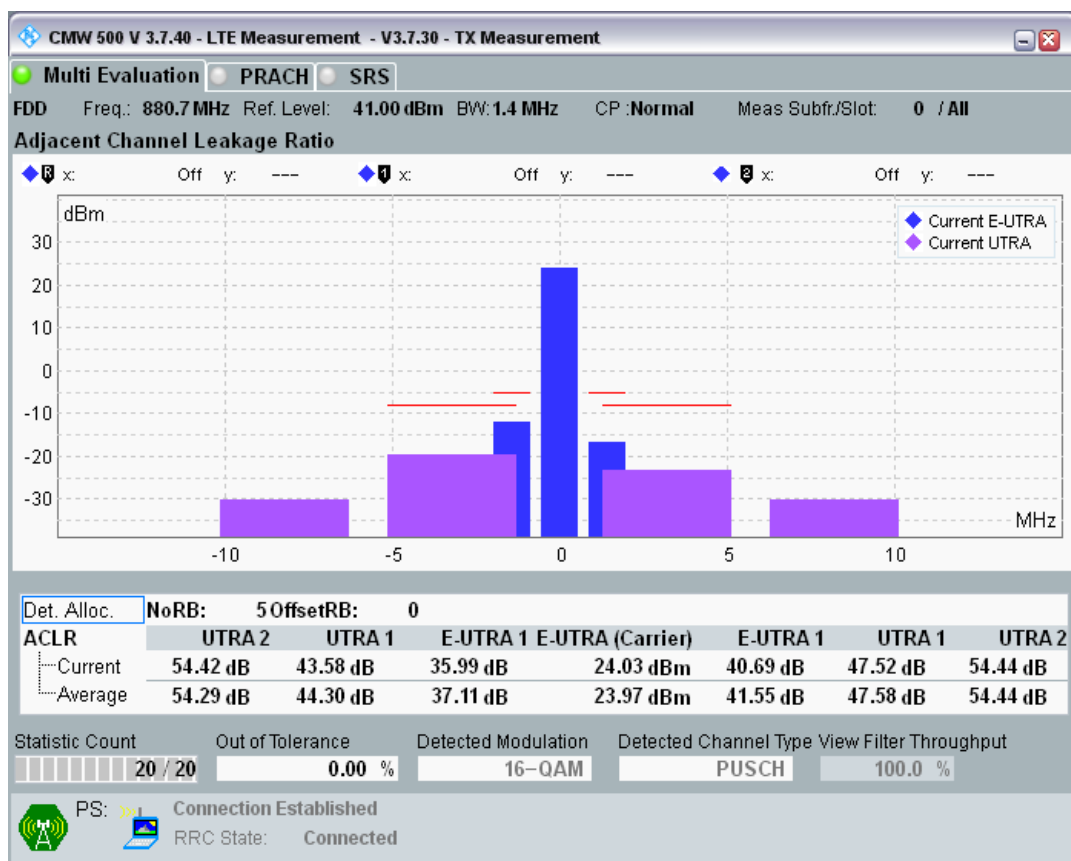 CMW 500 V 3.7.40 - LTE Measurement - V3.7.30 - TX Measurement
Multi Evaluation PRACH SRS
FDD Freq.: 880.7 MHz Ref. Level: 41.00 dBm BW: 1.4 MHz CP :Normal Meas Subfr./Slot: 0 / All
Adjacent Channel Leakage Ratio
R x: Off y: --- 1 x: Off y: --- 2 x: Off y: ---
dBm
Current E-UTRA
Current UTRA
30
20
10
0
-10
-20
-30
MHz
-10 -5 0 5 10
Det. Alloc. NoRB: 5 OffsetRB: 0
ACLR UTRA 2 UTRA 1 E-UTRA 1 E-UTRA (Carrier) E-UTRA 1 UTRA 1 UTRA 2
Current 54.42 dB 43.58 dB 35.99 dB 24.03 dBm 40.69 dB 47.52 dB 54.44 dB
Average 54.29 dB 44.30 dB 37.11 dB 23.97 dBm 41.55 dB 47.58 dB 54.44 dB
Statistic Count Out of Tolerance Detected Modulation Detected Channel Type View Filter Throughput
20 / 20 0.00 % 16-QAM PUSCH 100.0 %
PS: Connection Established
RRC State: Connected